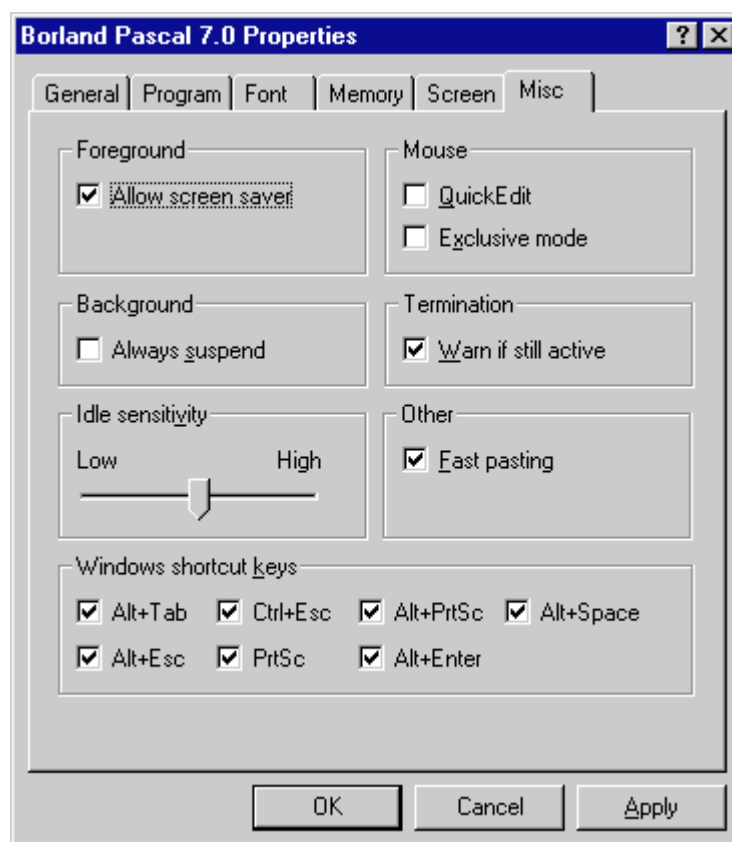 Borland Pascal 7.0 Properties
General Program Font Memory Screen Misc
Foreground
Allow screen saver
Mouse
QuickEdit
Exclusive mode
Background
Always suspend
Termination
Warn if still active
Idle sensitivity
Low High
Other
Fast pasting
Windows shortcut keys
Alt+Tab Ctrl+Esc Alt+PrtSc Alt+Space
Alt+Esc PrtSc Alt+Enter
OK Cancel Apply